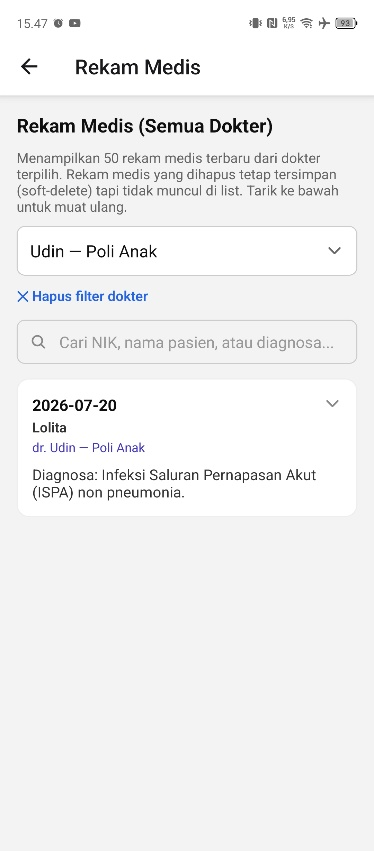 15.47
6,95
K/S
93
Rekam Medis
Rekam Medis (Semua Dokter)
Menampilkan 50 rekam medis terbaru dari dokter
terpilih. Rekam medis yang dihapus tetap tersimpan
(soft-delete) tapi tidak muncul di list. Tarik ke bawah
untuk muat ulang.
Udin — Poli Anak
Hapus filter dokter
Cari NIK, nama pasien, atau diagnosa...
2026-07-20
Lolita
dr. Udin — Poli Anak
Diagnosa: Infeksi Saluran Pernapasan Akut
(ISPA) non pneumonia.